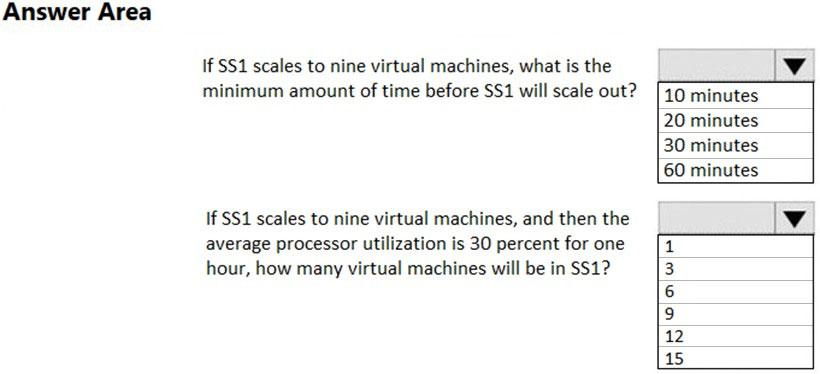 Answer Area
If SS1 scales to nine virtual machines, what is the
minimum amount of time before SS1 will scale out?
10 minutes
20 minutes
30 minutes
60 minutes
If SS1 scales to nine virtual machines, and then the
average processor utilization is 30 percent for one
hour, how many virtual machines will be in SS1?
1
3
6
9
12
15